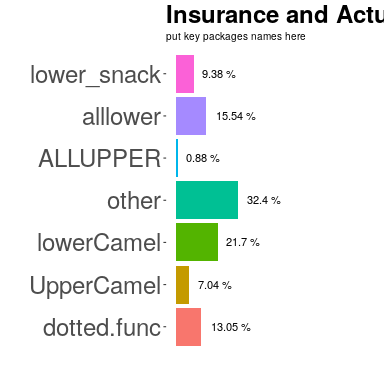 Insurance and Actu
put key packages names here
lower_snack
9.38 %
alllower
15.54 %
ALLUPPER
0.88 %
other
32.4 %
lowerCamel
21.7 %
UpperCamel
7.04 %
dotted.func
13.05 %